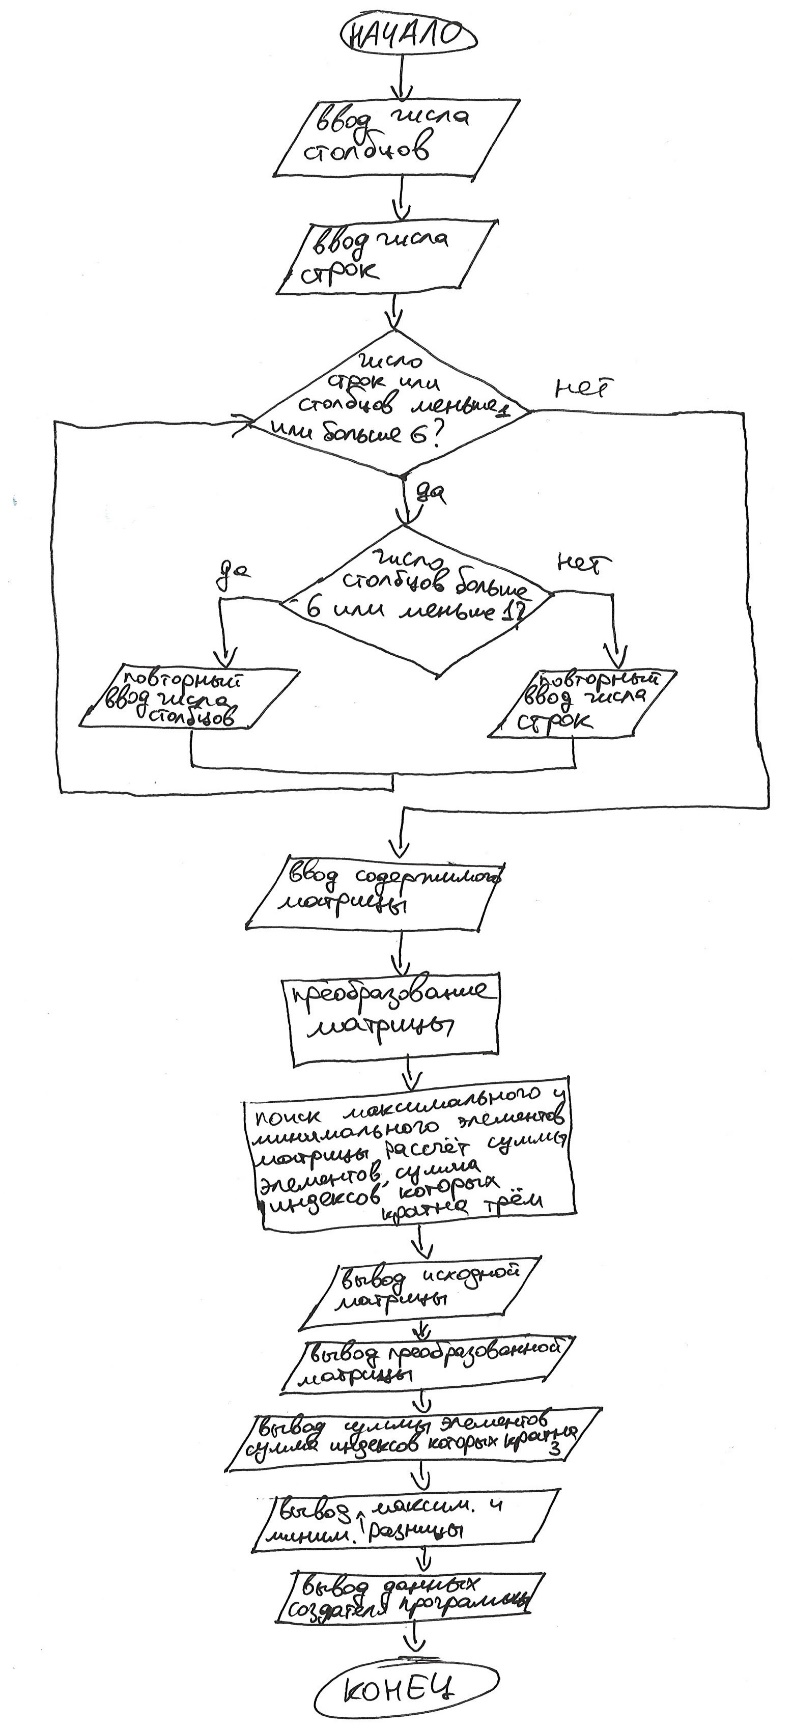 НАЧАЛО
ввод числа
столбцов
ввод числа
строк
число
строк или
столбцов меньше 1
или больше 6?
нет
да
число
столбцов больше
6 или меньше 1?
да
нет
повторный
ввод числа
столбцов
повторный
ввод числа
строк
ввод содержимого
матрицы
преобразование
матрицы
поиск максимального и
минимального элементов
матрицы рассчёт суммы
элементов, сумма
индексов которых
кратна трём
вывод исходной
матрицы
вывод преобразованной
матрицы
вывод суммы элементов
сумма индексов которых кратна
3
вывод максим. и
миним. разницы
вывод данных
создателя программы
КОНЕЦ